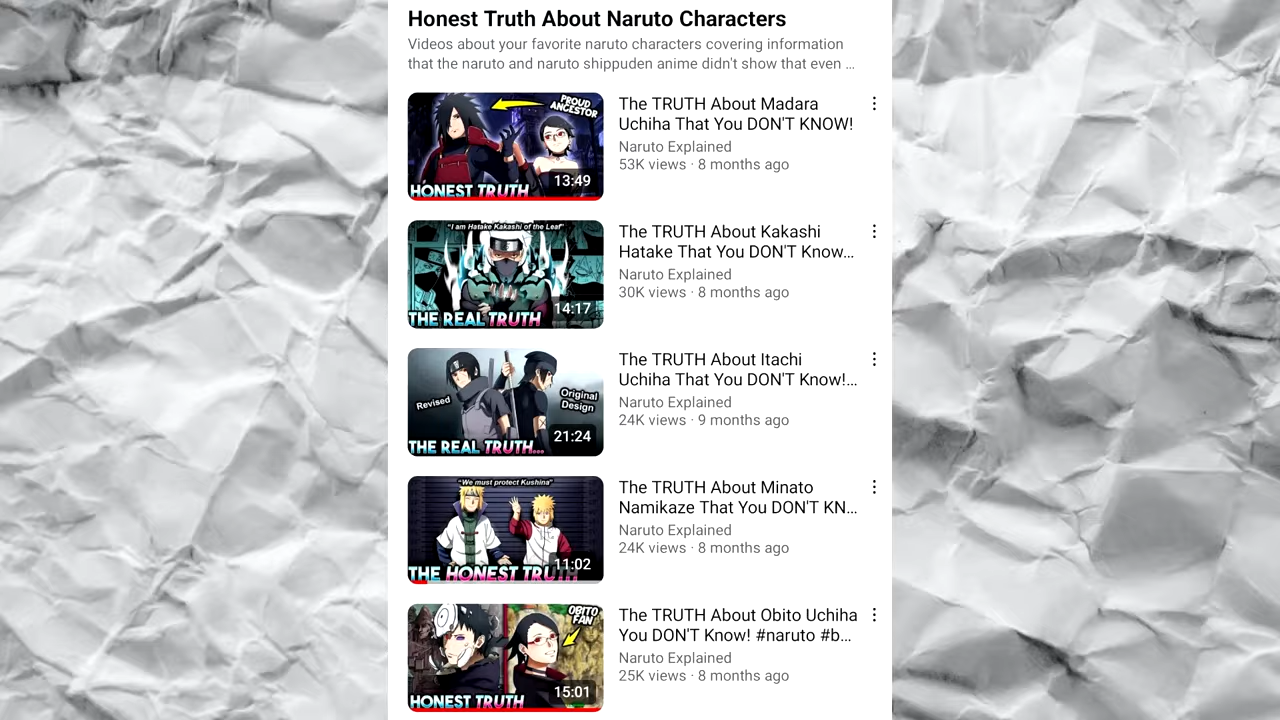 Honest Truth About Naruto Characters
Videos about your favorite naruto characters covering information
that the naruto and naruto shippuden anime didn't show that even ...
PROUD
ANCESTOR
HONEST TRUTH
13:49
The TRUTH About Madara
Uchiha That You DON'T KNOW!
Naruto Explained
53K views · 8 months ago
"I am Hatake Kakashi of the Leaf"
THE REAL TRUTH
14:17
The TRUTH About Kakashi
Hatake That You DON'T Know...
Naruto Explained
30K views · 8 months ago
Revised
Original
Design
THE REAL TRUTH...
21:24
The TRUTH About Itachi
Uchiha That You DON'T Know!...
Naruto Explained
24K views · 9 months ago
"We must protect Kushina"
THE HONEST TRUTH
11:02
The TRUTH About Minato
Namikaze That You DON'T KN...
Naruto Explained
24K views · 8 months ago
OBITO
FAN
HONEST TRUTH
15:01
The TRUTH About Obito Uchiha
You DON'T Know! #naruto #b...
Naruto Explained
25K views · 8 months ago